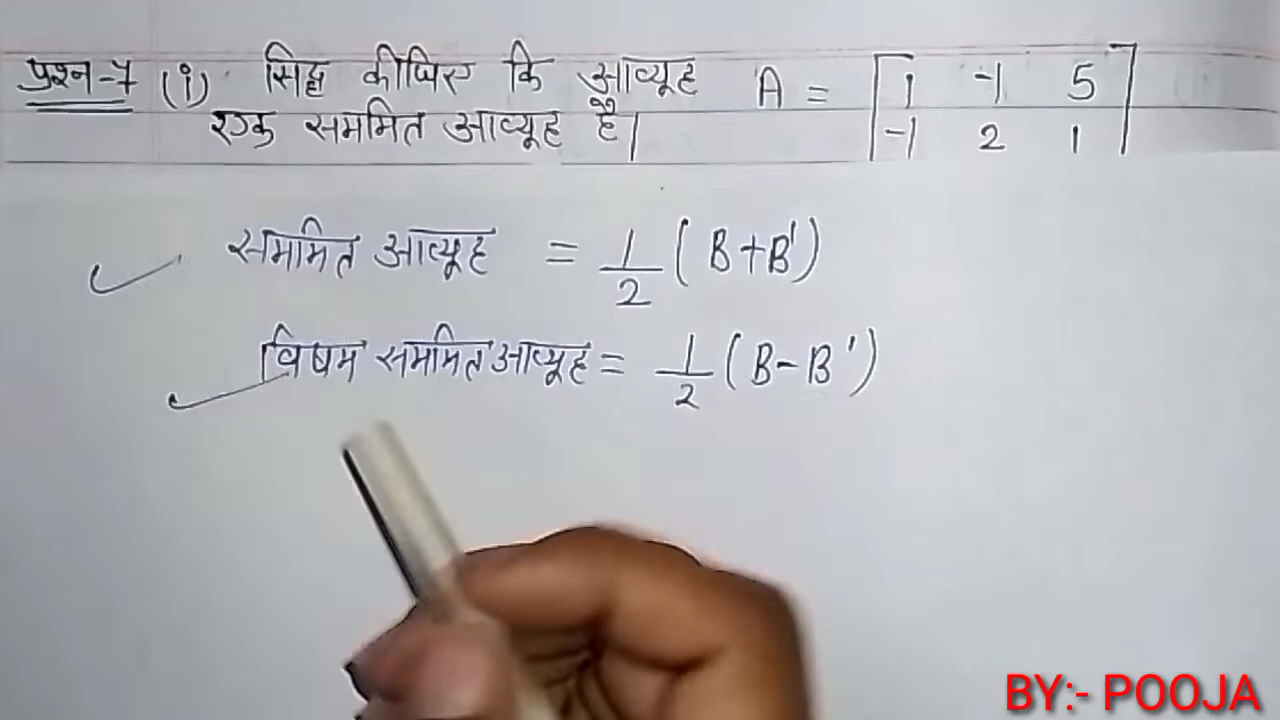 प्रश्न-7 (i) सिद्ध कीजिए कि आव्यूह A = [1 -1 5
एक सममित आव्यूह है। -1 2 1
सममित आव्यूह = 1/2 (B+B')
विषम सममित आव्यूह = 1/2 (B-B')
BY:- POOJA